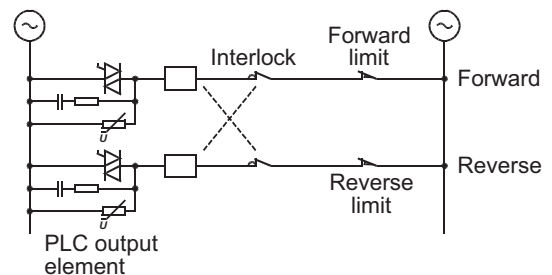 Interlock
Forward
limit
Forward
U
Reverse
Reverse
limit
U
PLC output
element